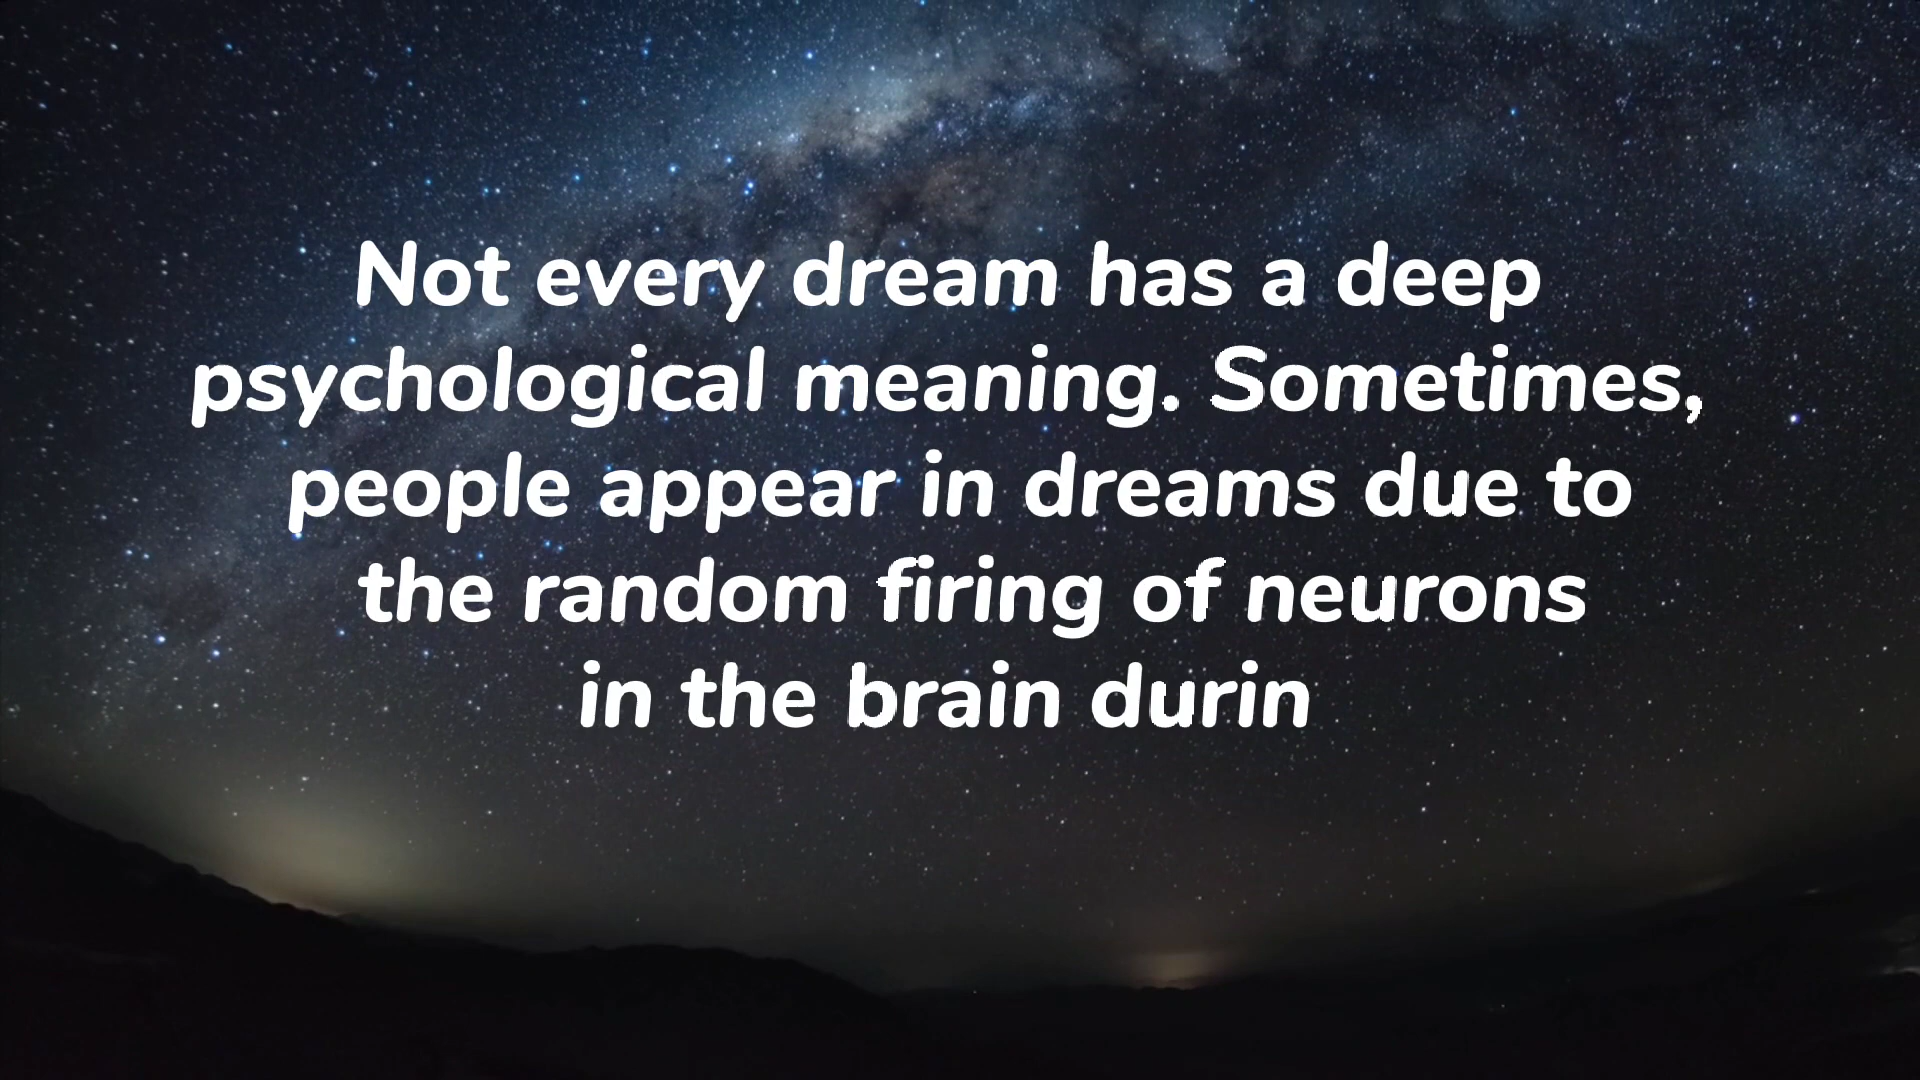 Not every dream has a deep
psychological meaning. Sometimes,
people appear in dreams due to
the random firing of neurons
in the brain durin